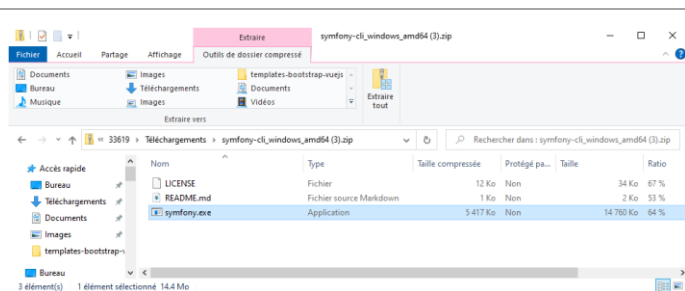 Extraire symfony-cli_windows_amd64 (3).zip
Fichier Accueil Partage Affichage Outils de dossier compressé
Documents Images templates-bootstrap-vuejs
Bureau Téléchargements Documents
Musique Images Vidéos
Extraire tout
Extraire vers
33619 Téléchargements symfony-cli_windows_amd64 (3).zip Rechercher dans : symfony-cli_windows_amd64 (3).zip
Accès rapide
Bureau
Téléchargements
Documents
Images
templates-bootstrap-v
Bureau
Nom Type Taille compressée Protégé pa... Taille Ratio
LICENSE Fichier 12 Ko Non 34 Ko 67 %
README.md Fichier source Markdown 1 Ko Non 2 Ko 53 %
symfony.exe Application 5 417 Ko Non 14 760 Ko 64 %
3 élément(s) 1 élément sélectionné 14.4 Mo